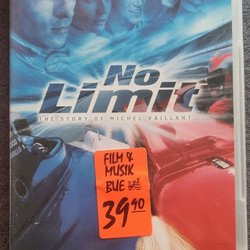 No
Limit
THE STORY OF MICHEL VAILLANT
FILM &
MUSIK
BUE
39.90